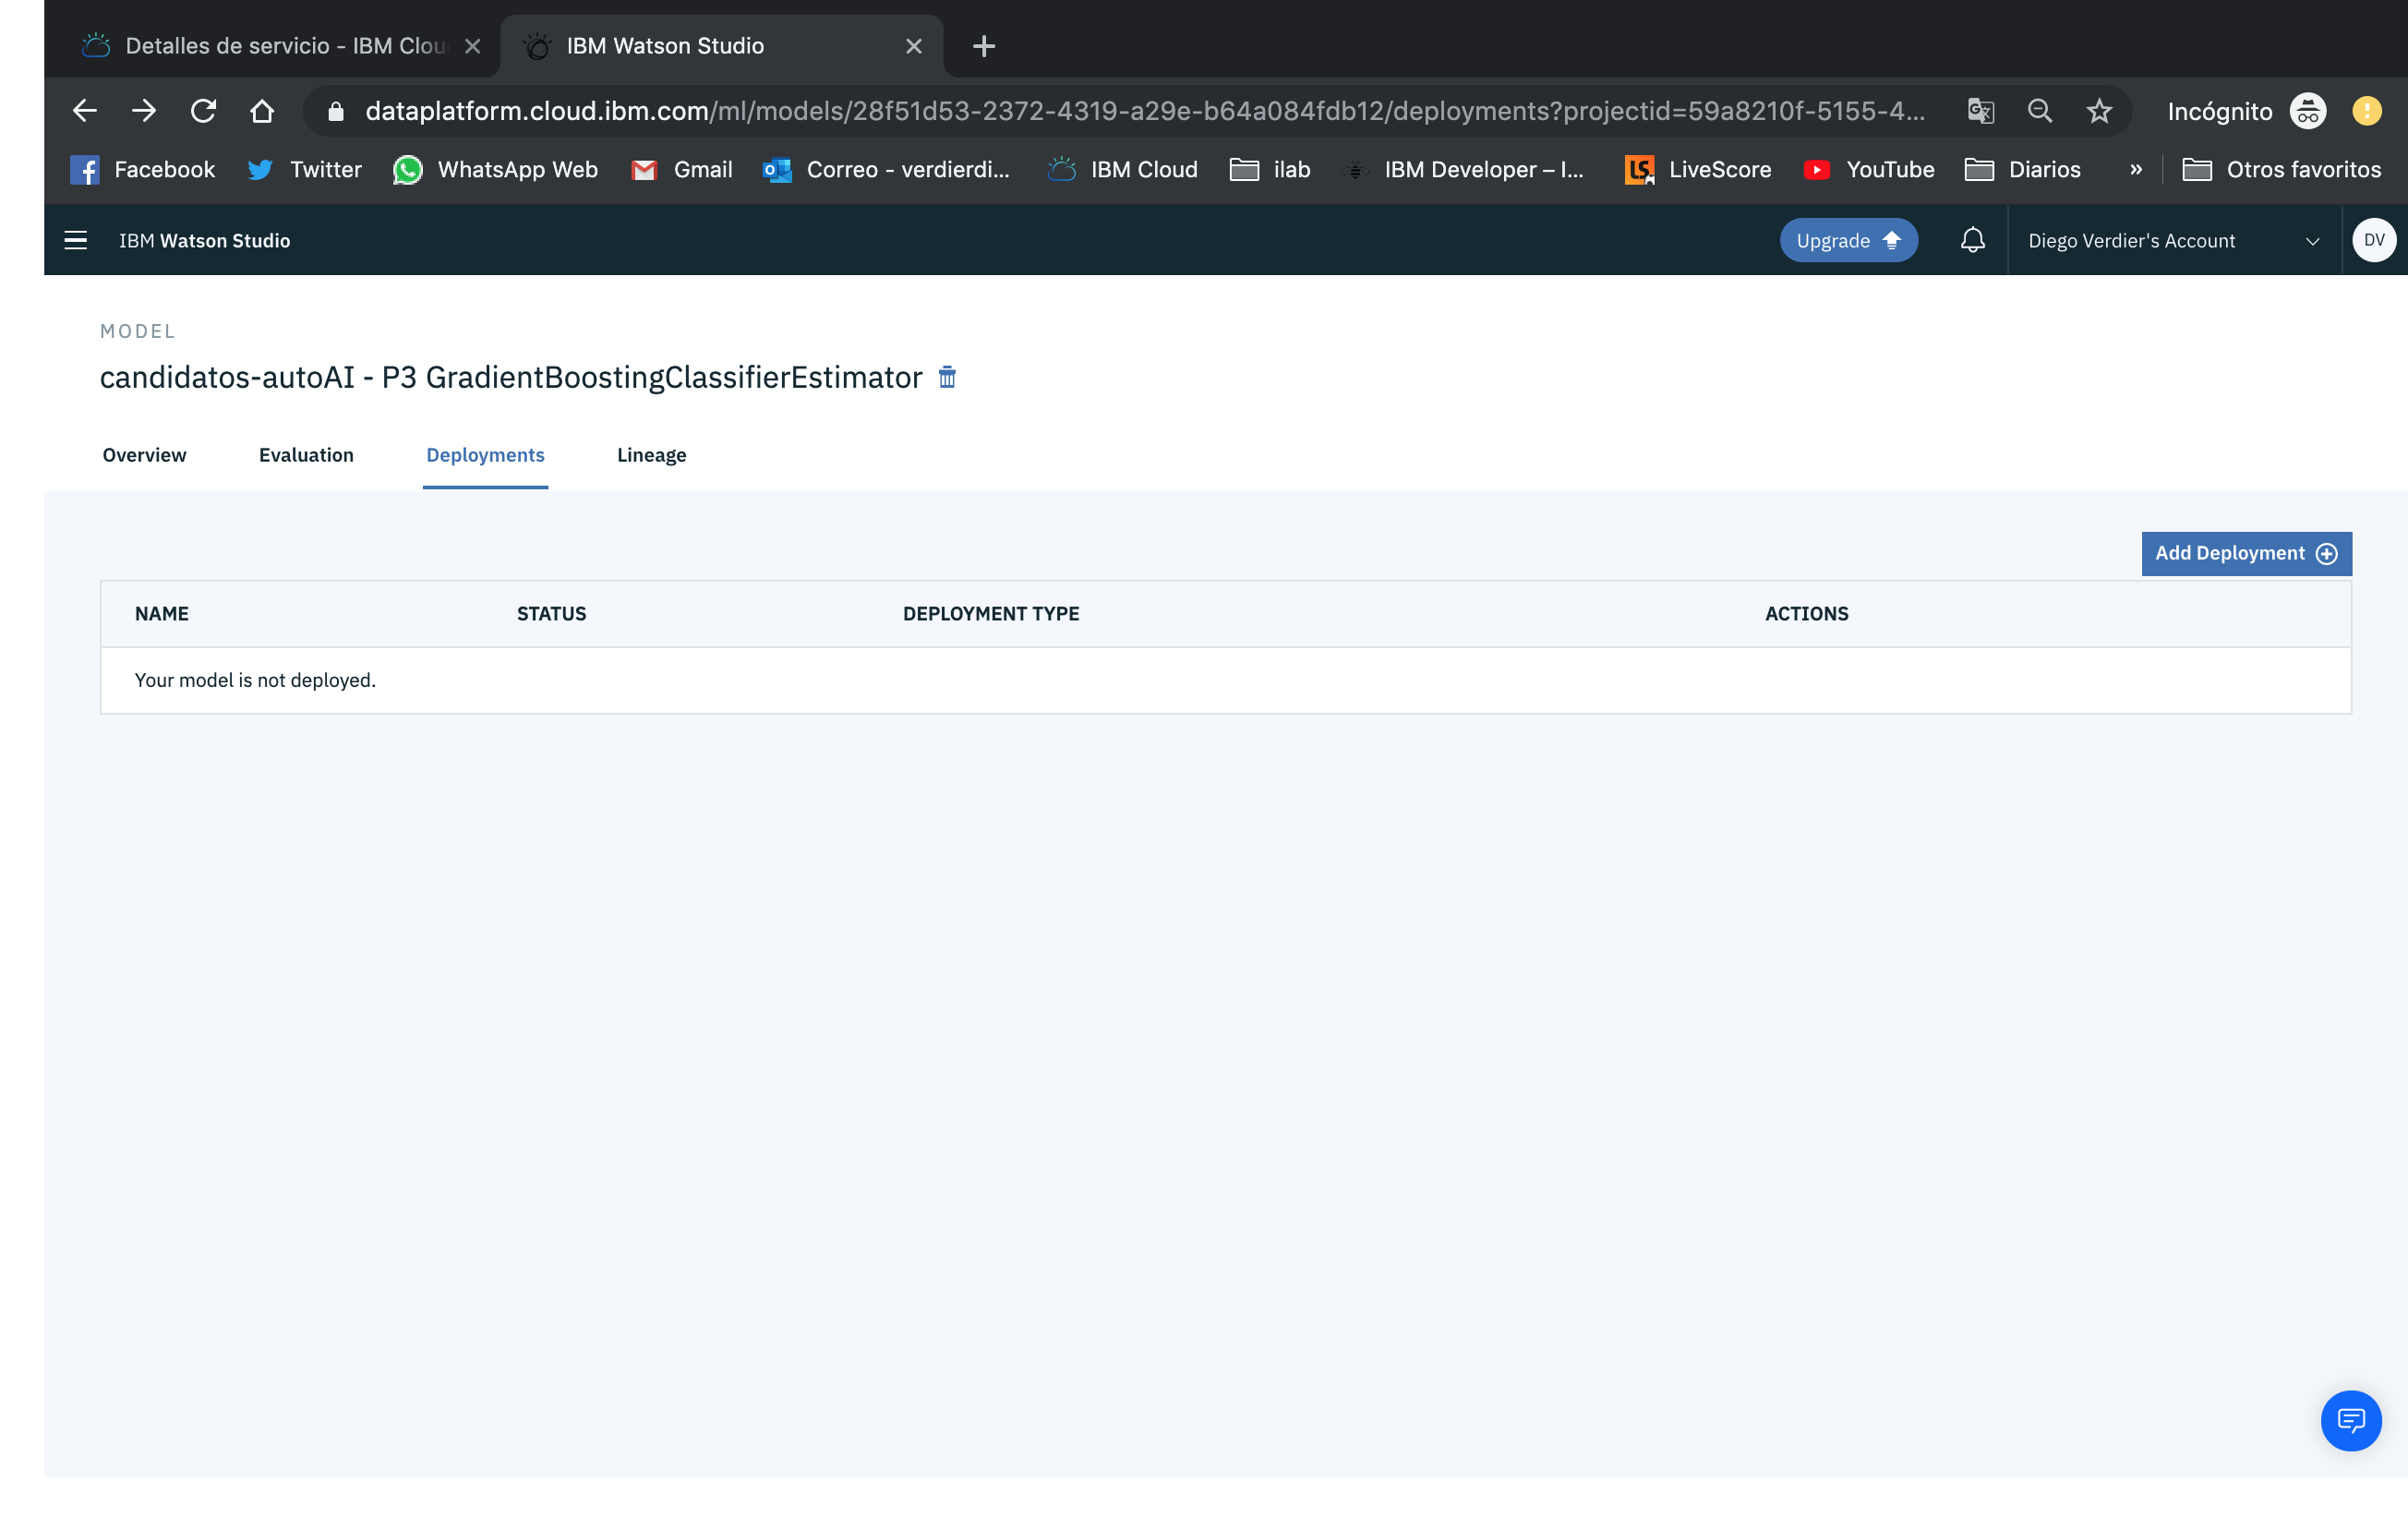 Detalles de servicio - IBM Clou
IBM Watson Studio
dataplatform.cloud.ibm.com/ml/models/28f51d53-2372-4319-a29e-b64a084fdb12/deployments?projectid=59a8210f-5155-4...
Incógnito
Facebook
Twitter
WhatsApp Web
Gmail
Correo - verdierdi...
IBM Cloud
ilab
IBM Developer – I...
LiveScore
YouTube
Diarios
»
Otros favoritos
IBM Watson Studio
Upgrade
Diego Verdier's Account
DV
MODEL
candidatos-autoAI - P3 GradientBoostingClassifierEstimator
Overview
Evaluation
Deployments
Lineage
Add Deployment
NAME
STATUS
DEPLOYMENT TYPE
ACTIONS
Your model is not deployed.